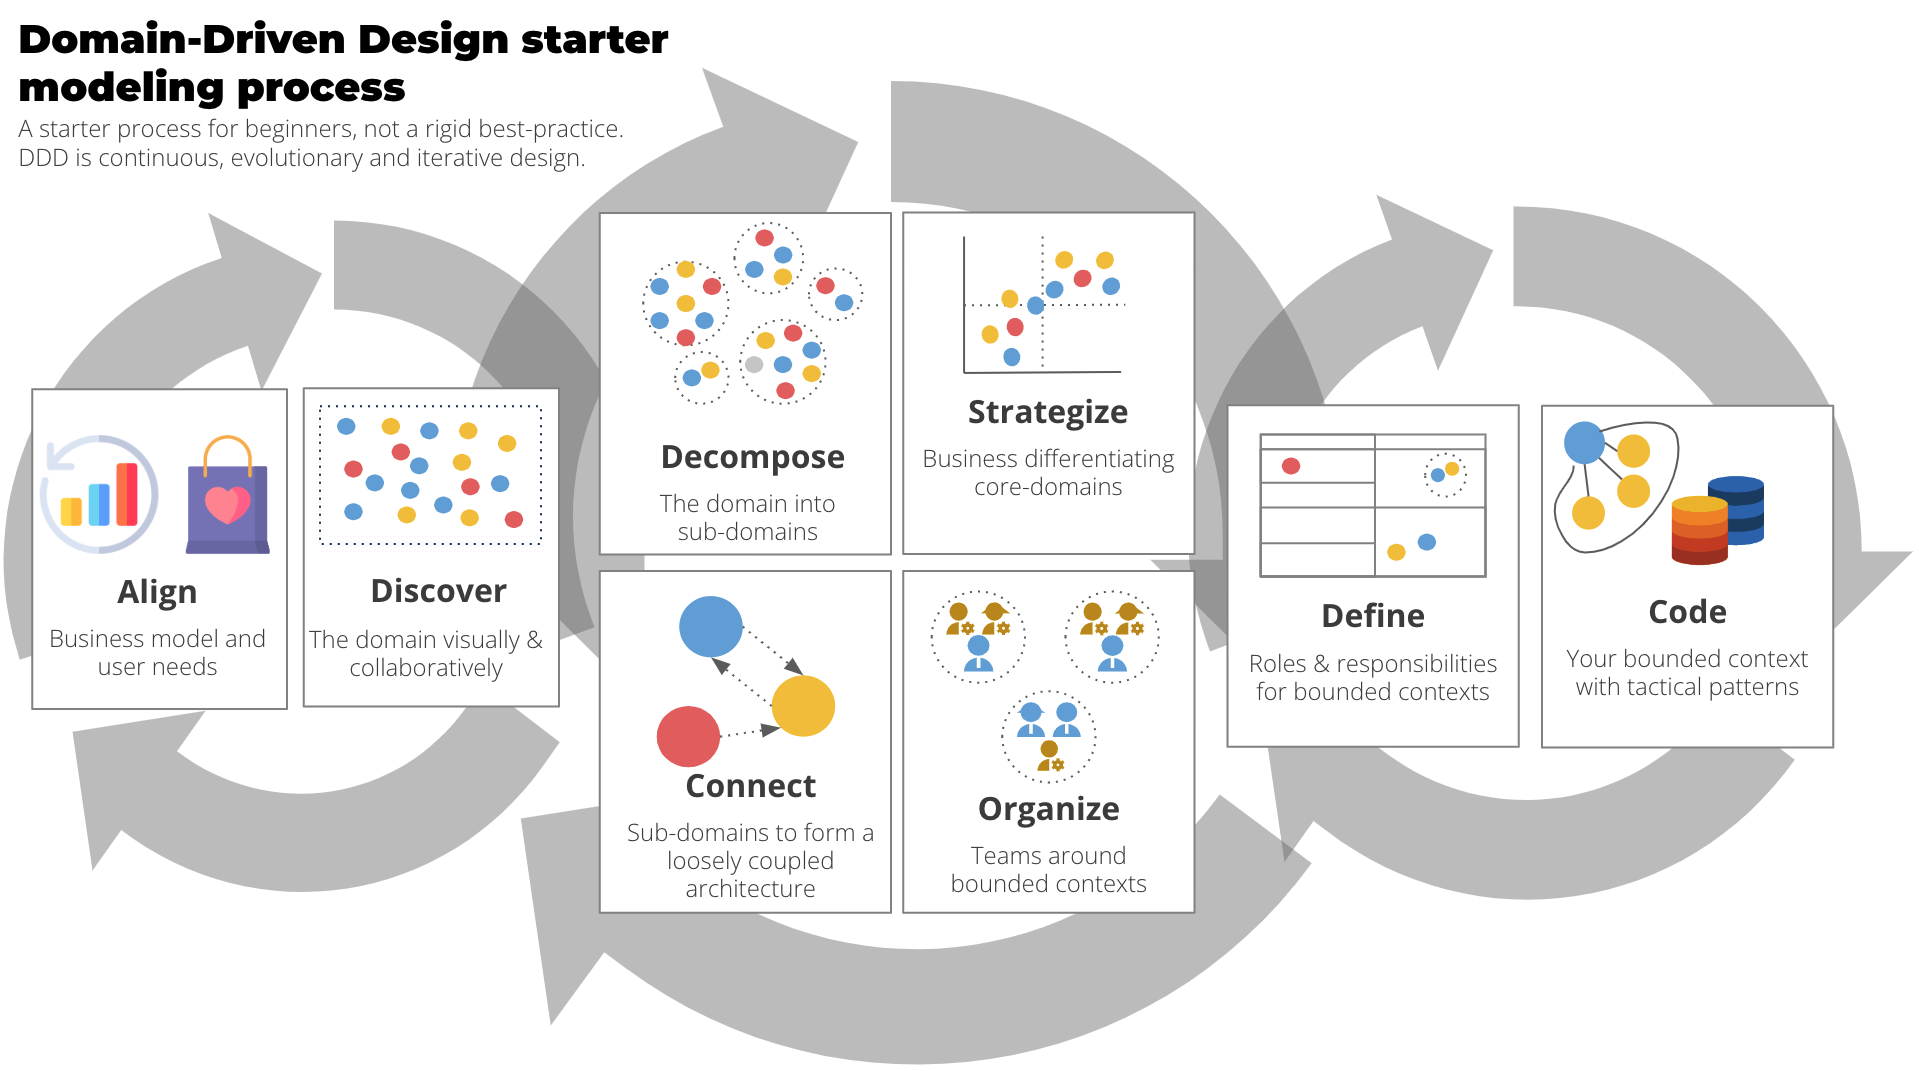 Domain-Driven Design starter
modeling process
A starter process for beginners, not a rigid best-practice.
DDD is continuous, evolutionary and iterative design.
Align
Business model and
user needs
Discover
The domain visually &
collaboratively
Decompose
The domain into
sub-domains
Strategize
Business differentiating
core-domains
Connect
Sub-domains to form a
loosely coupled
architecture
Organize
Teams around
bounded contexts
Define
Roles & responsibilities
for bounded contexts
Code
Your bounded context
with tactical patterns